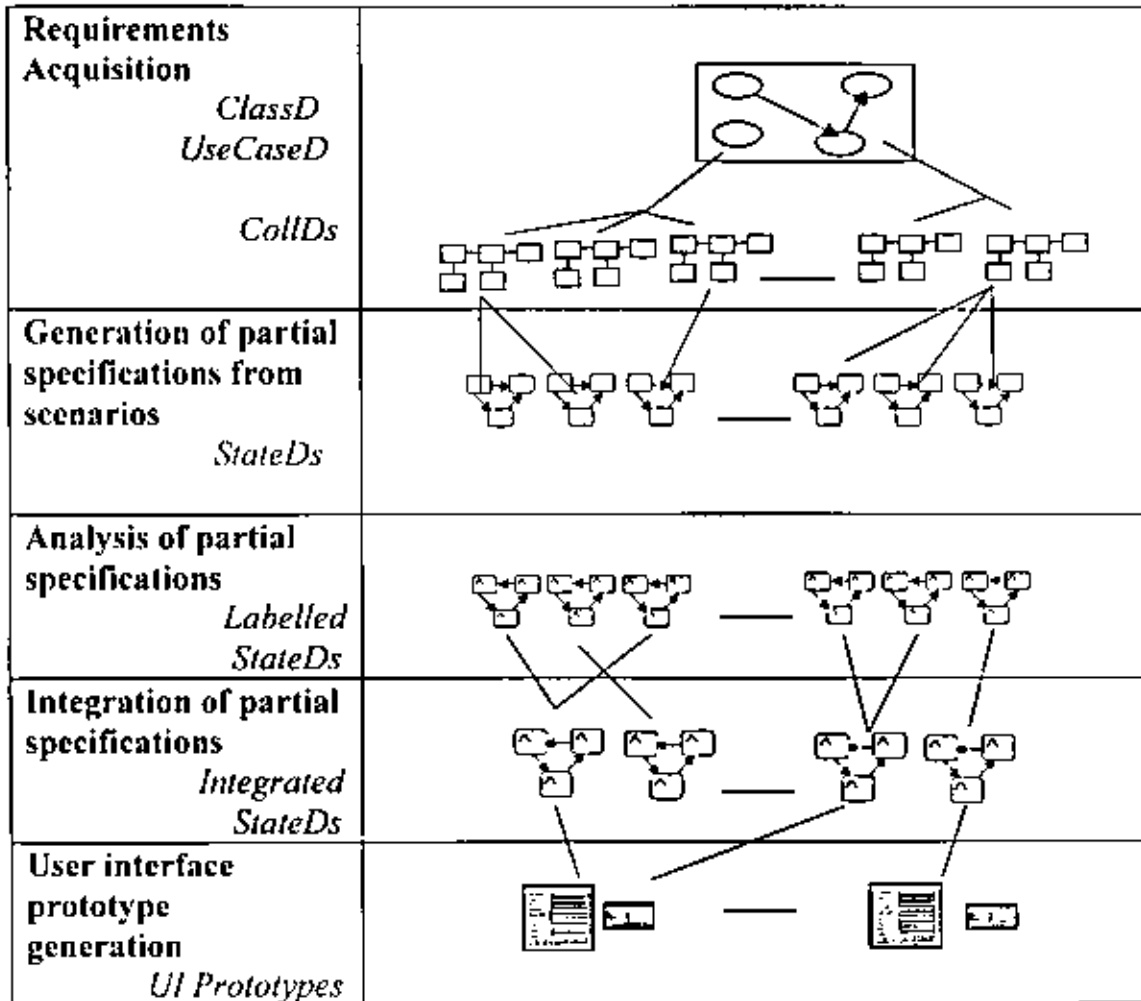 Requirements
Acquisition
ClassD
UseCaseD
CollDs
Generation of partial
specifications from
scenarios
StateDs
Analysis of partial
specifications
Labelled
StateDs
Integration of partial
specifications
Integrated
StateDs
User interface
prototype
generation
UI Prototypes